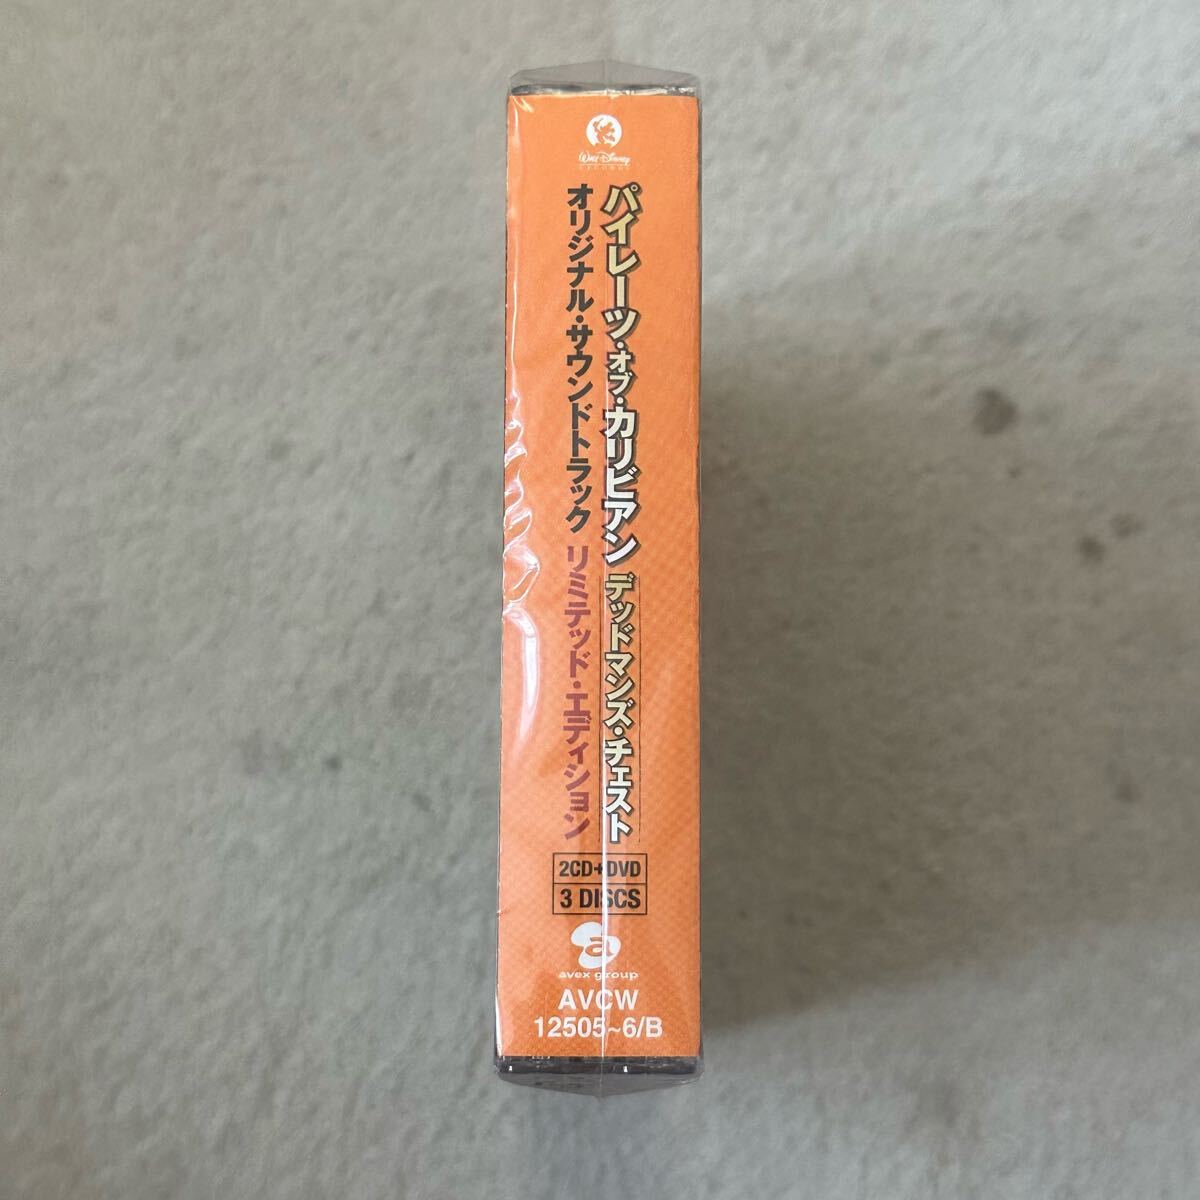 WALT DISNEY
RECORDS
パイレーツ・オブ・カリビアン デッドマンズ・チェスト
オリジナル・サウンドトラック リミテッド・エディション
2CD+DVD
3 DISCS
a
avex group
AVCW
12505~6/B